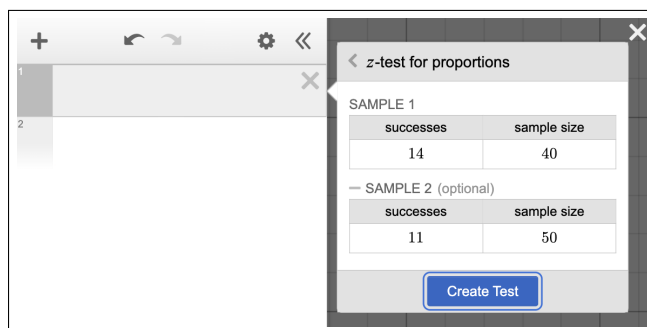 1
2
z-test for proportions
SAMPLE 1
successes sample size
14 40
SAMPLE 2 (optional)
successes sample size
11 50
Create Test